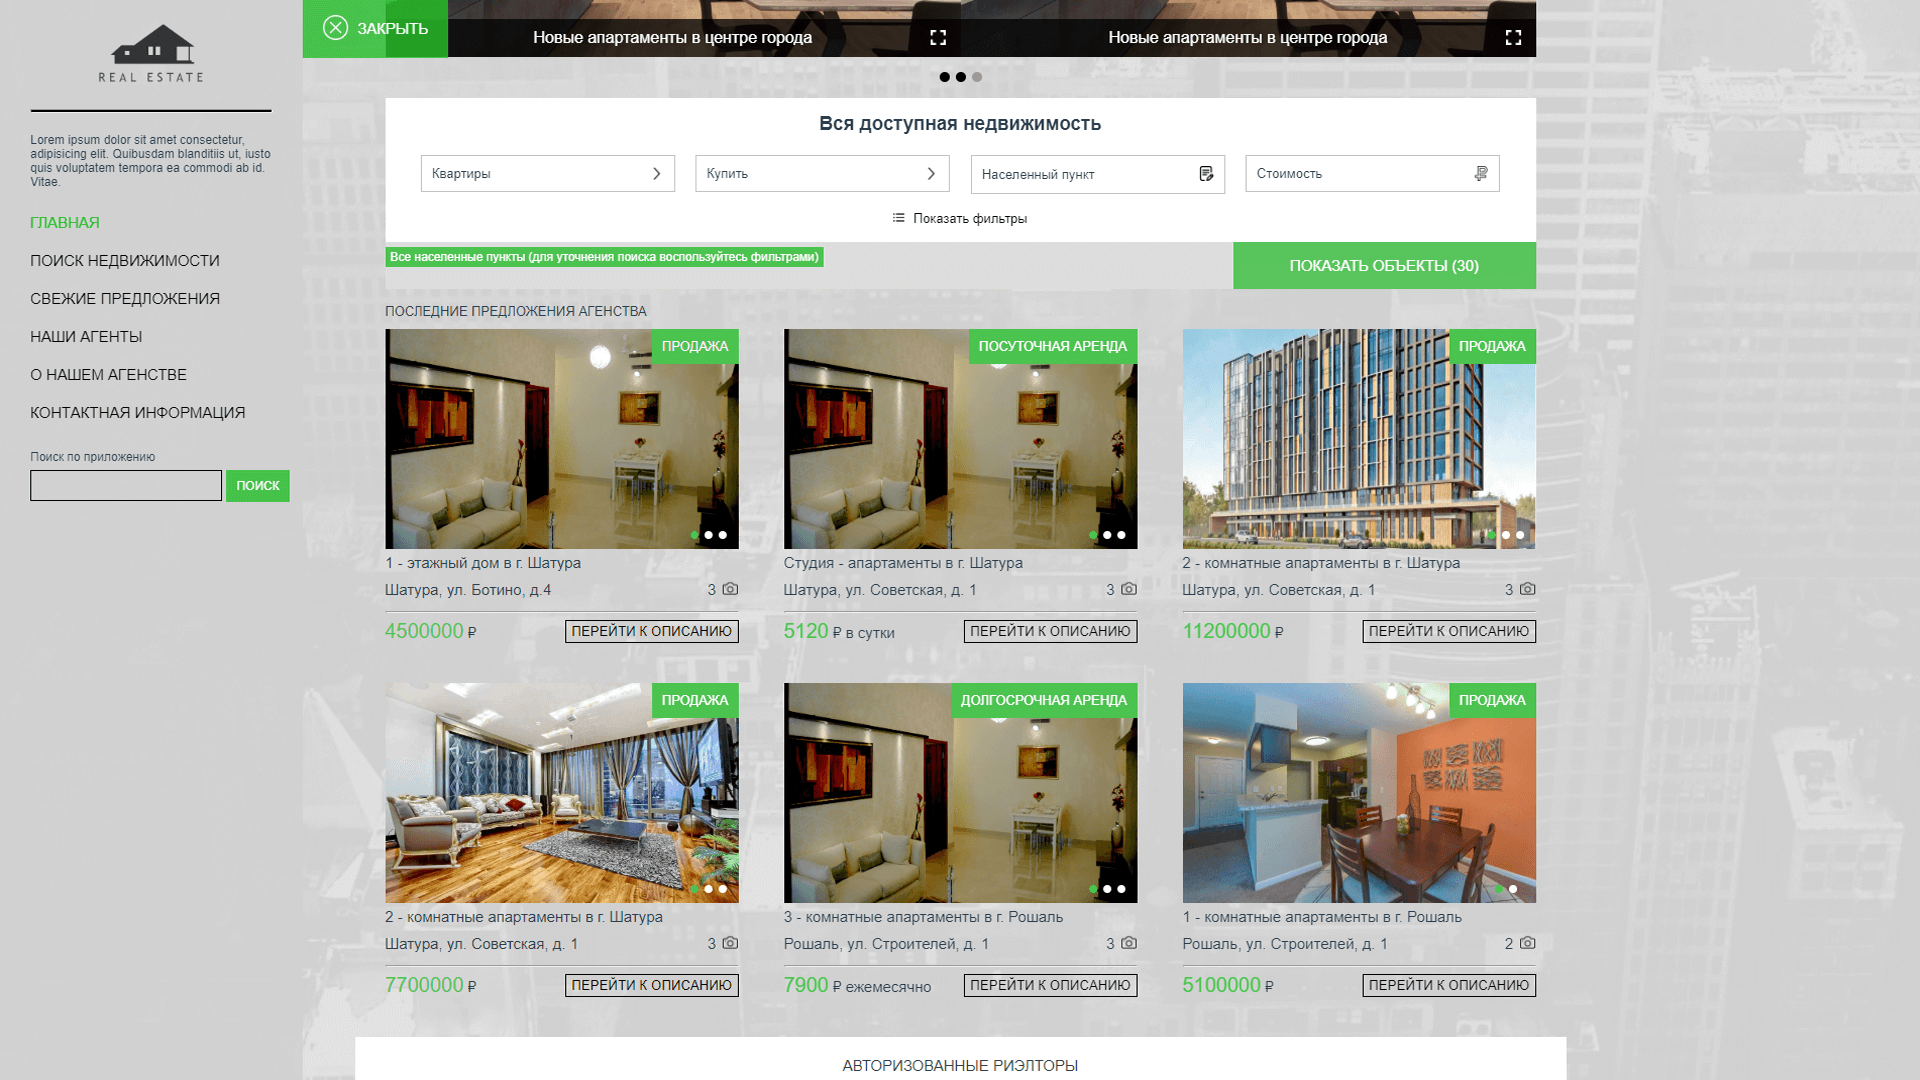 REAL ESTATE
Lorem ipsum dolor sit amet consectetur,
adipisicing elit. Quibusdam blanditiis ut, iusto
quis voluptatem tempora ea commodi ab id.
Vitae.
ГЛАВНАЯ
ПОИСК НЕДВИЖИМОСТИ
СВЕЖИЕ ПРЕДЛОЖЕНИЯ
НАШИ АГЕНТЫ
О НАШЕМ АГЕНСТВЕ
КОНТАКТНАЯ ИНФОРМАЦИЯ
Поиск по приложению
ПОИСК
ЗАКРЫТЬ
Новые апартаменты в центре города
Новые апартаменты в центре города
Вся доступная недвижимость
Квартиры
Купить
Населенный пункт
Стоимость
Показать фильтры
Все населенные пункты (для уточнения поиска воспользуйтесь фильтрами)
ПОКАЗАТЬ ОБЪЕКТЫ (30)
ПОСЛЕДНИЕ ПРЕДЛОЖЕНИЯ АГЕНСТВА
ПРОДАЖА
1 - этажный дом в г. Шатура
Шатура, ул. Ботино, д.4
3
4500000 ₽
ПЕРЕЙТИ К ОПИСАНИЮ
ПОСУТОЧНАЯ АРЕНДА
Студия - апартаменты в г. Шатура
Шатура, ул. Советская, д. 1
3
5120 ₽ в сутки
ПЕРЕЙТИ К ОПИСАНИЮ
ПРОДАЖА
2 - комнатные апартаменты в г. Шатура
Шатура, ул. Советская, д. 1
3
11200000 ₽
ПЕРЕЙТИ К ОПИСАНИЮ
ПРОДАЖА
2 - комнатные апартаменты в г. Шатура
Шатура, ул. Советская, д. 1
3
7700000 ₽
ПЕРЕЙТИ К ОПИСАНИЮ
ДОЛГОСРОЧНАЯ АРЕНДА
3 - комнатные апартаменты в г. Рошаль
Рошаль, ул. Строителей, д. 1
3
7900 ₽ ежемесячно
ПЕРЕЙТИ К ОПИСАНИЮ
ПРОДАЖА
1 - комнатные апартаменты в г. Рошаль
Рошаль, ул. Строителей, д. 1
2
5100000 ₽
ПЕРЕЙТИ К ОПИСАНИЮ
АВТОРИЗОВАННЫЕ РИЭЛТОРЫ